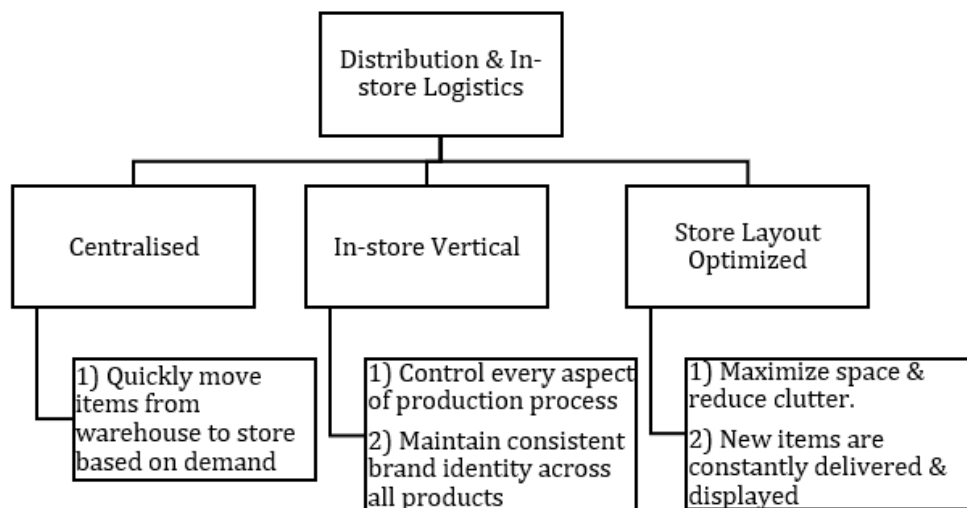 Distribution & In-
store Logistics
Centralised
In-store Vertical
Store Layout
Optimized
1) Quickly move
items from
warehouse to store
based on demand
1) Control every aspect
of production process
2) Maintain consistent
brand identity across
all products
1) Maximize space &
reduce clutter.
2) New items are
constantly delivered &
displayed